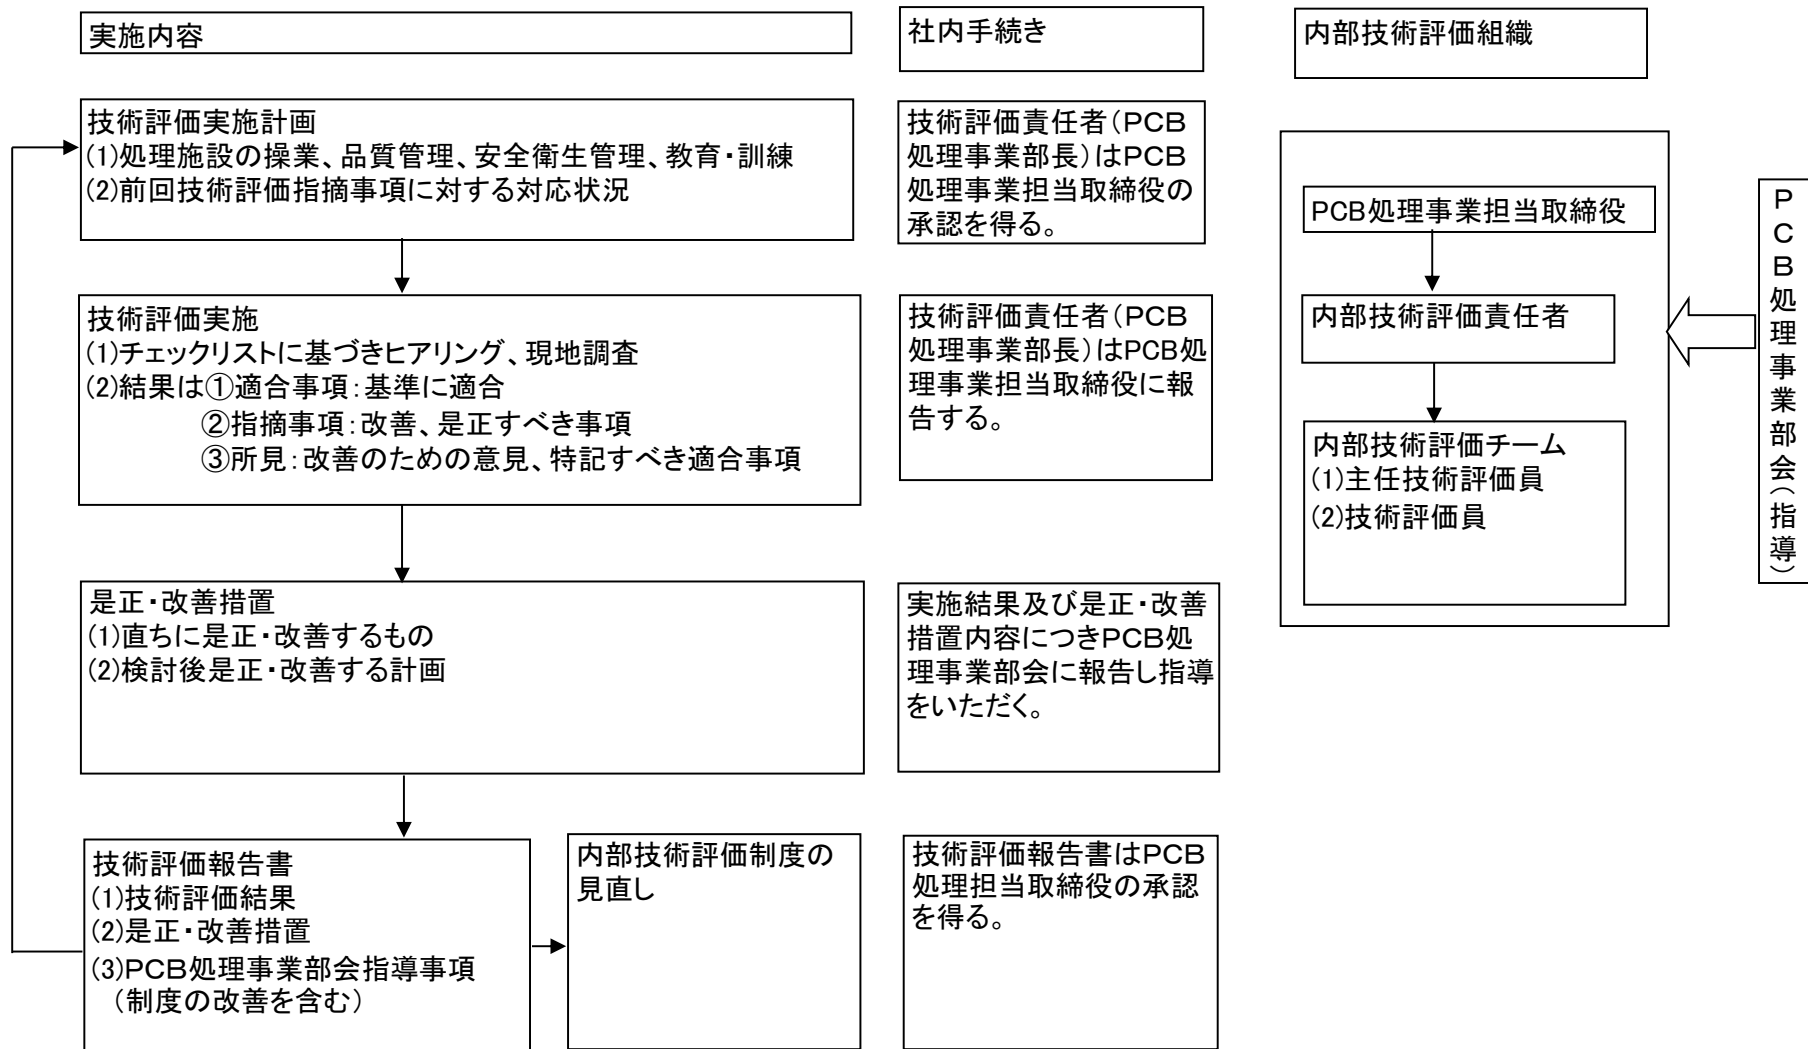 実施内容
社内手続き
内部技術評価組織
技術評価実施計画
(1)処理施設の操業、品質管理、安全衛生管理、教育・訓練
(2)前回技術評価指摘事項に対する対応状況
技術評価責任者(PCB
処理事業部長)はPCB
処理事業担当取締役の
承認を得る。
技術評価実施
(1)チェックリストに基づきヒアリング、現地調査
(2)結果は①適合事項:基準に適合
②指摘事項:改善、是正すべき事項
③所見:改善のための意見、特記すべき適合事項
技術評価責任者(PCB
処理事業部長)はPCB処
理事業担当取締役に報
告する。
是正・改善措置
(1)直ちに是正・改善するもの
(2)検討後是正・改善する計画
実施結果及び是正・改善
措置内容につきPCB処
理事業部会に報告し指導
をいただく。
技術評価報告書
(1)技術評価結果
(2)是正・改善措置
(3)PCB処理事業部会指導事項
(制度の改善を含む)
内部技術評価制度の
見直し
技術評価報告書はPCB
処理担当取締役の承認
を得る。
PCB処理事業担当取締役
内部技術評価責任者
内部技術評価チーム
(1)主任技術評価員
(2)技術評価員
PCB処理事業部会(指導)